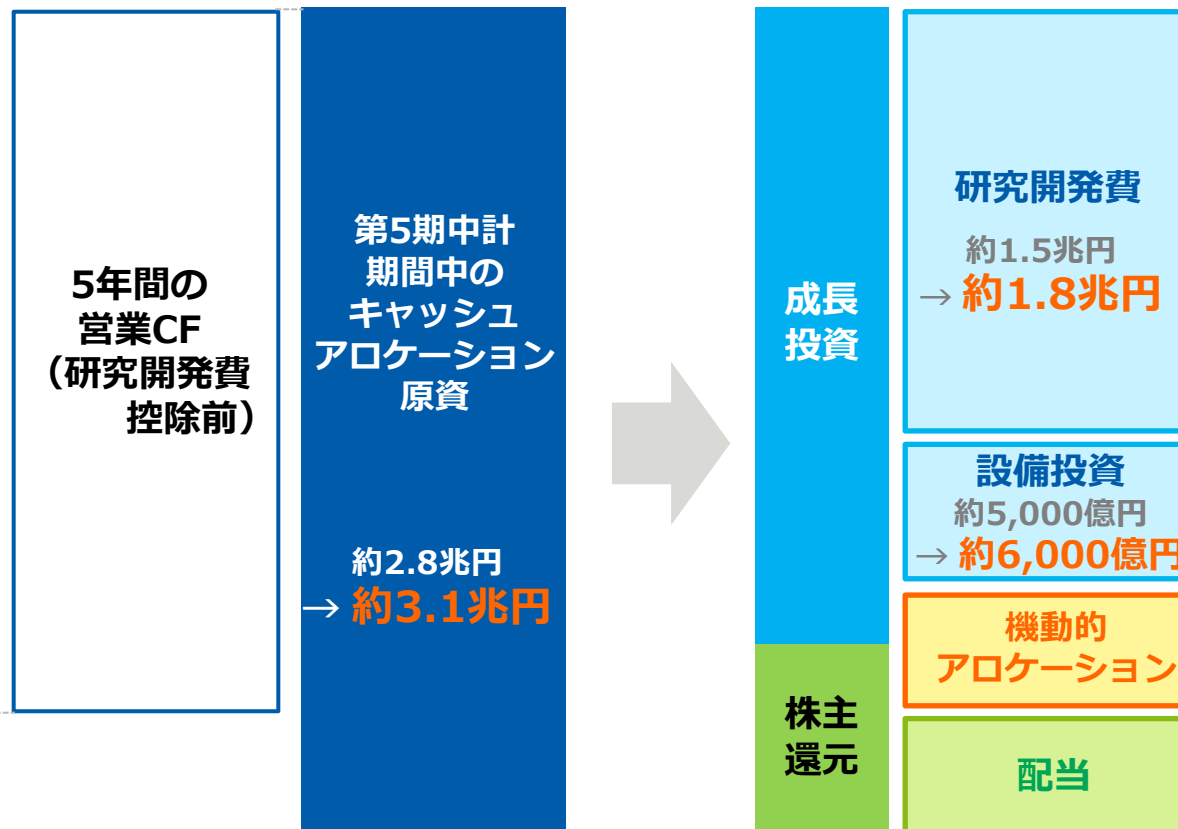 5年間の
営業CF
（研究開発費
控除前）
第5期中計
期間中の
キャッシュ
アロケーション
原資
約2.8兆円
→ 約3.1兆円
成長
投資
株主
還元
研究開発費
約1.5兆円
→ 約1.8兆円
設備投資
約5,000億円
→ 約6,000億円
機動的
アロケーション
配当